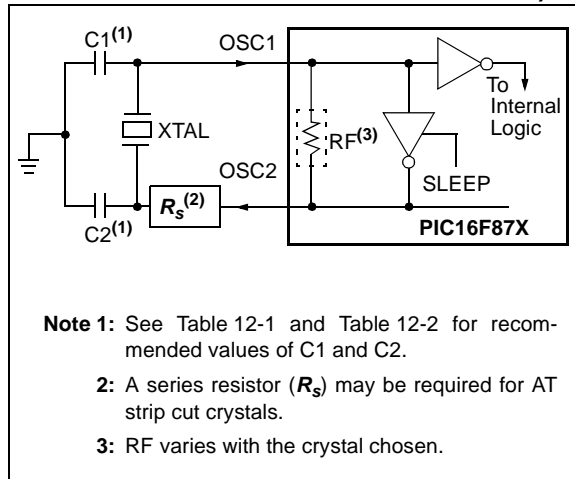 C1(1)
OSC1
To
Internal
Logic
XTAL
RF(3)
OSC2
SLEEP
Rs(2)
C2(1)
PIC16F87X
Note 1: See Table 12-1 and Table 12-2 for recom-
mended values of C1 and C2.
2: A series resistor (Rs) may be required for AT
strip cut crystals.
3: RF varies with the crystal chosen.